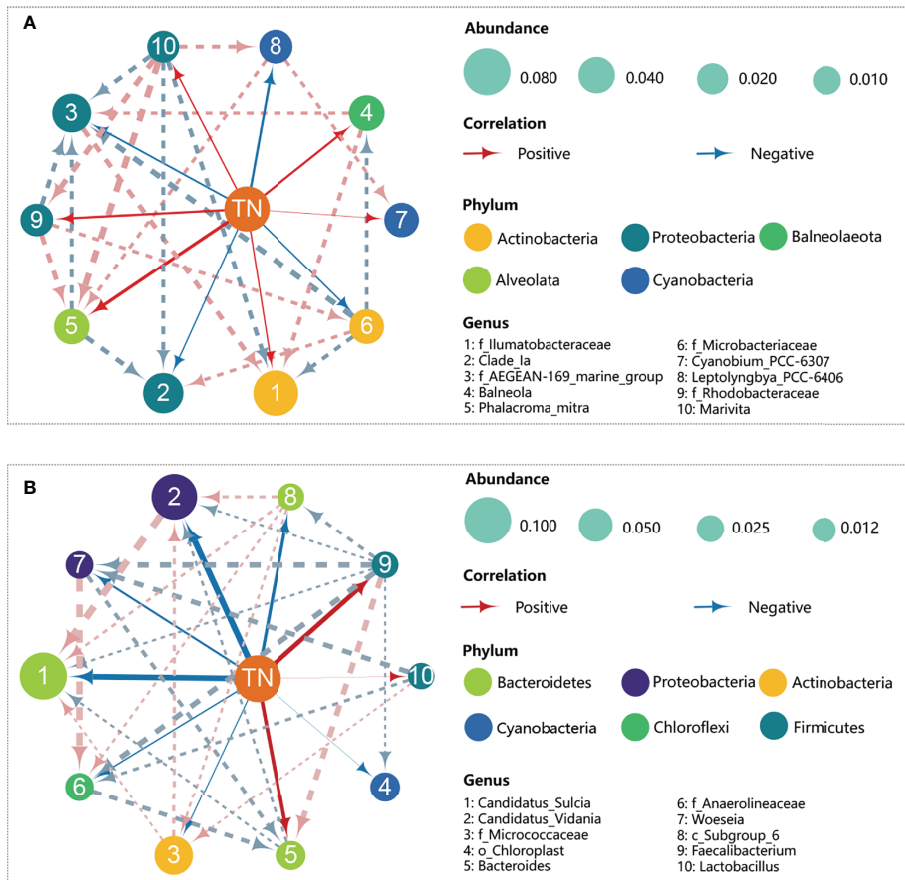 A
10
8
3
4
TN
9
7
5
6
2
1
Abundance
0.080
0.040
0.020
0.010
Correlation
Positive
Negative
Phylum
Actinobacteria
Proteobacteria
Balneolaeota
Alveolata
Cyanobacteria
Genus
1: f_Ilumatobacteraceae
2: Clade_Ia
3: f_AEGEAN-169_marine_group
4: Balneola
5: Phalacroma_mitra
6: f_Microbacteriaceae
7: Cyanobium_PCC-6307
8: Leptolyngbya_PCC-6406
9: f_Rhodobacteraceae
10: Marivita
B
2
8
7
9
1
TN
10
6
4
3
5
Abundance
0.100
0.050
0.025
0.012
Correlation
Positive
Negative
Phylum
Bacteroidetes
Proteobacteria
Actinobacteria
Cyanobacteria
Chloroflexi
Firmicutes
Genus
1: Candidatus_Sulcia
2: Candidatus_Vidania
3: f_Micrococcaceae
4: o_Chloroplast
5: Bacteroides
6: f_Anaerolineaceae
7: Woeseia
8: c_Subgroup_6
9: Faecalibacterium
10: Lactobacillus